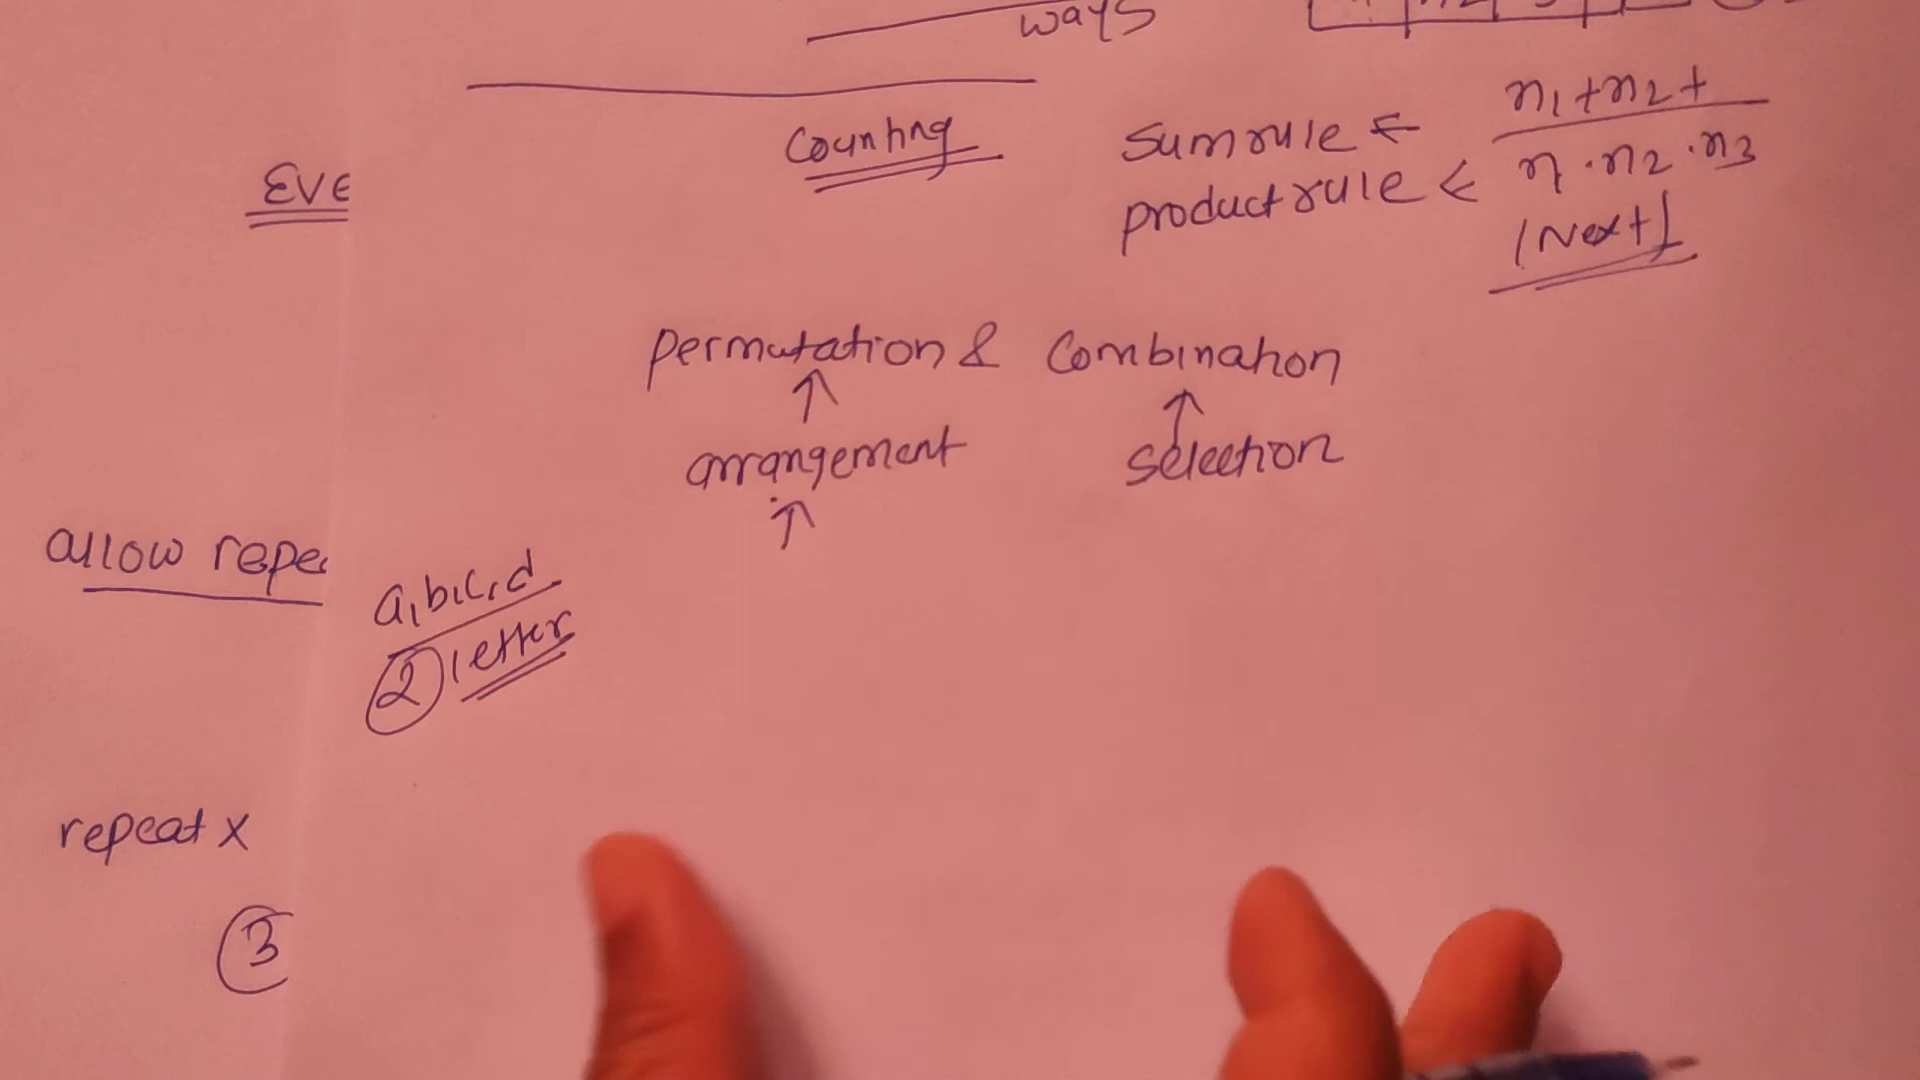 ways
Counting
sum rule ← n1+n2+
product rule < n . n2 . n3
(Next)
EVE
permutation & Combination
↑ ↑
arrangement selection
↑
allow repe
a,b,c,d
2 letter
repeat x
3